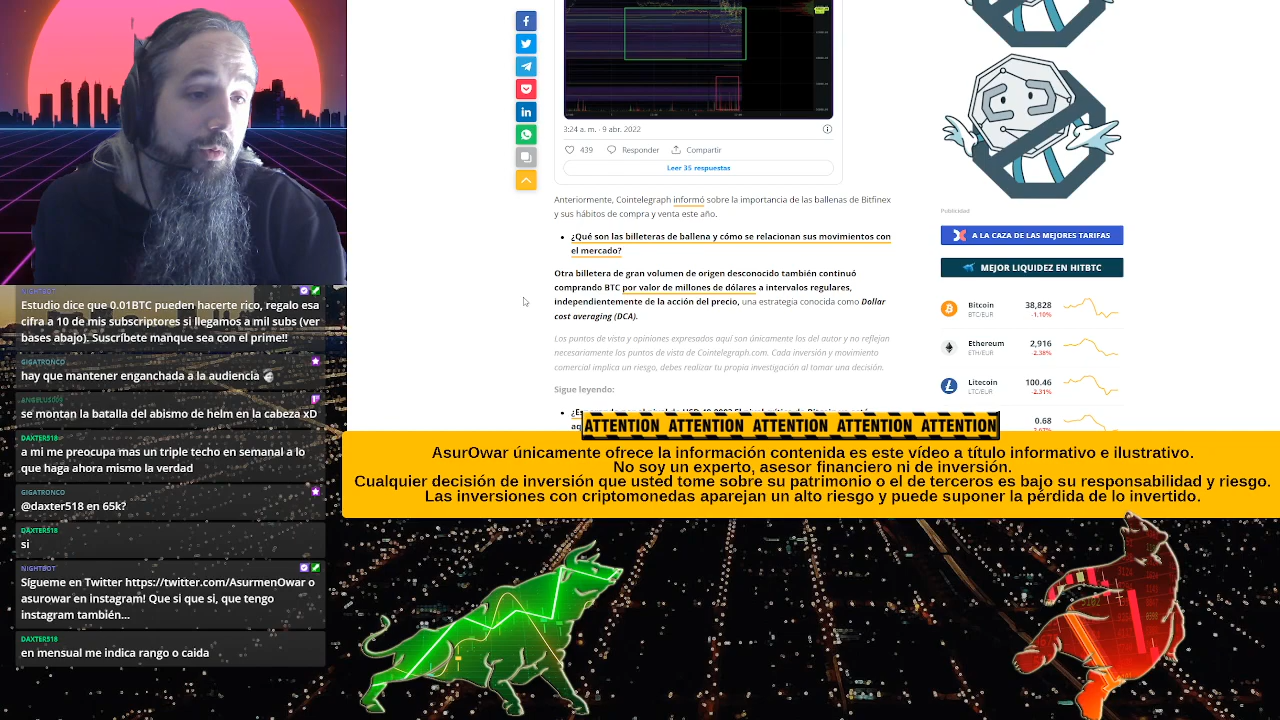 3:24 a. m. · 9 abr. 2022
439 Responder Compartir
Leer 35 respuestas
Anteriormente, Cointelegraph informó sobre la importancia de las ballenas de Bitfinex
y sus hábitos de compra y venta este año.
• ¿Qué son las billeteras de ballena y cómo se relacionan sus movimientos con
el mercado?
Otra billetera de gran volumen de origen desconocido también continuó
comprando BTC por valor de millones de dólares a intervalos regulares,
independientemente de la acción del precio, una estrategia conocida como Dollar
cost averaging (DCA).
Los puntos de vista y opiniones expresados aquí son únicamente los del autor y no reflejan
necesariamente los puntos de vista de Cointelegraph.com. Cada inversión y movimiento
comercial implica un riesgo, debes realizar tu propia investigación al tomar una decisión.
Sigue leyendo:
Publicidad
A LA CAZA DE LAS MEJORES TARIFAS
MEJOR LIQUIDEZ EN HITBTC
Bitcoin 38,828
BTC/EUR -1.10%
Ethereum 2,916
ETH/EUR -2.38%
Litecoin 100.46
LTC/EUR -2.31%
0.68
NIGHTBOT
Estudio dice que 0.01BTC pueden hacerte rico, regalo esa
cifra a 10 de mis subscriptores si llegamos a mil subs (ver
bases abajo), Suscríbete manque sea con el prime!!
GIGATRONCO
hay que mantener enganchada a la audiencia
ANGELUS000
se montan la batalla del abismo de helm en la cabeza xD
DAXTER518
a mi me preocupa mas un triple techo en semanal a lo
que haga ahora mismo la verdad
GIGATRONCO
@daxter518 en 65k?
DAXTER518
si
NIGHTBOT
Sígueme en Twitter https://twitter.com/AsurmenOwar o
asurowar en instagram! Que si que si, que tengo
instagram también...
DAXTER518
en mensual me indica rango o caida
ATTENTION ATTENTION ATTENTION ATTENTION ATTENTION
AsurOwar únicamente ofrece la información contenida es este vídeo a título informativo e ilustrativo.
No soy un experto, asesor financiero ni de inversión.
Cualquier decisión de inversión que usted tome sobre su patrimonio o el de terceros es bajo su responsabilidad y riesgo.
Las inversiones con criptomonedas aparejan un alto riesgo y puede suponer la pérdida de lo invertido.